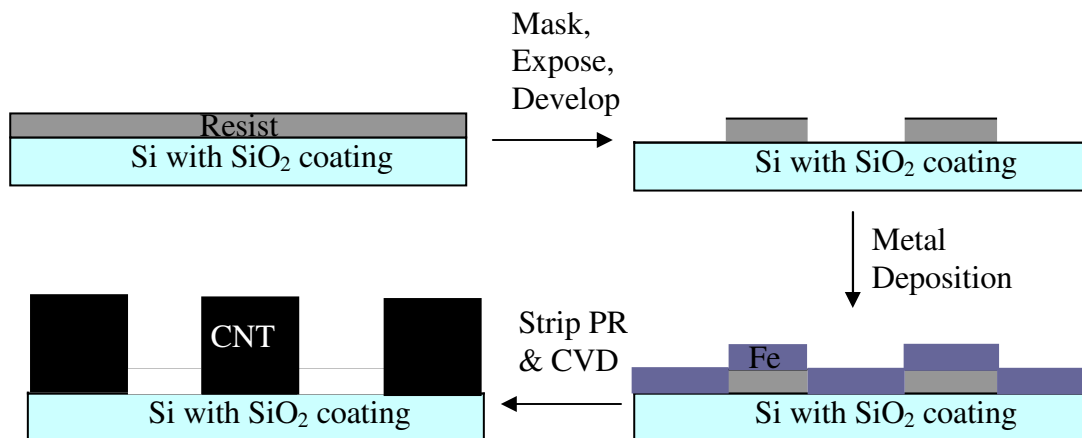 Mask,
Expose,
Develop
Resist
Si with SiO₂ coating
Si with SiO₂ coating
Metal
Deposition
CNT
Strip PR
& CVD
Fe
Si with SiO₂ coating
Si with SiO₂ coating